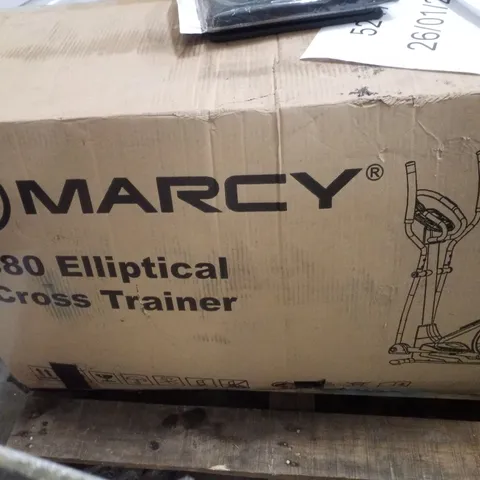 52
26/01/2
MARCY®
80 Elliptical
Cross Trainer